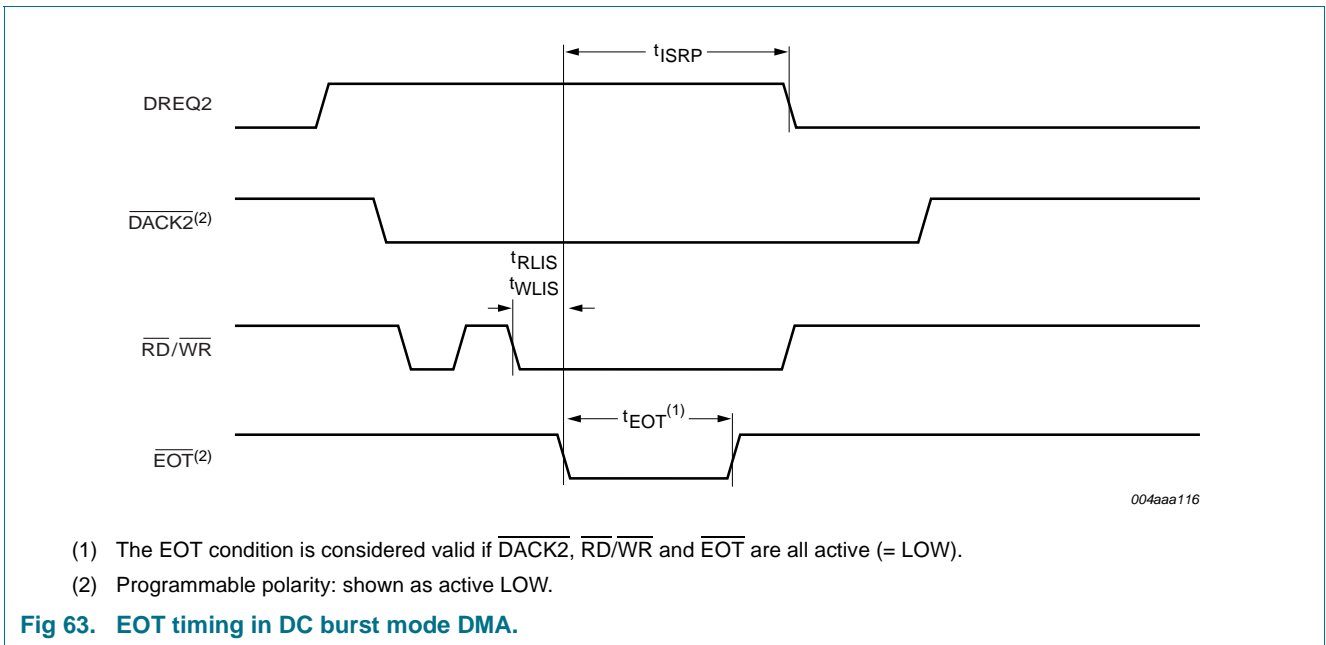 tISRP
DREQ2
DACK2(2)
tRLIS
tWLIS
RD/WR
tEOT(1)
EOT(2)
004aaa116
(1) The EOT condition is considered valid if DACK2, RD/WR and EOT are all active (= LOW).
(2) Programmable polarity: shown as active LOW.
Fig 63. EOT timing in DC burst mode DMA.